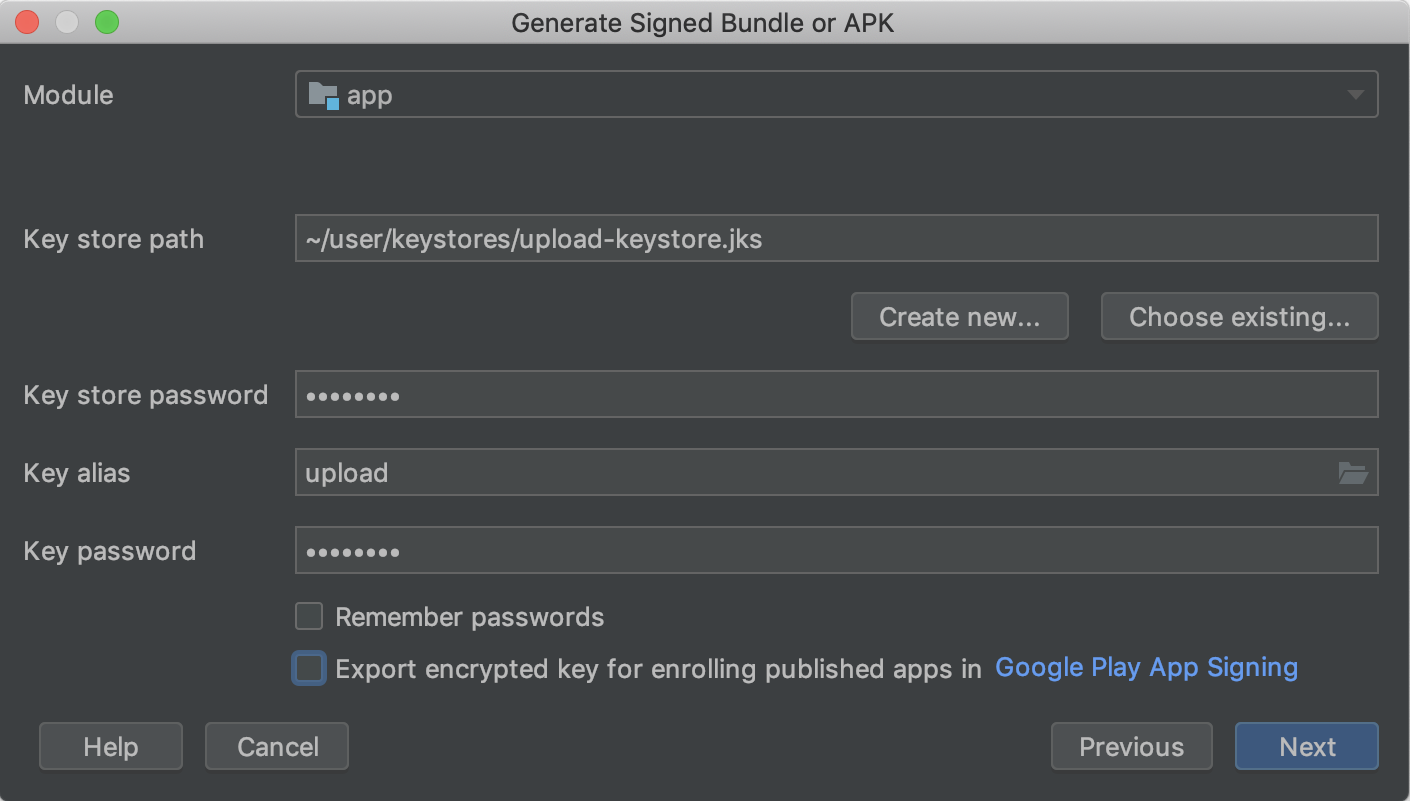 Generate Signed Bundle or APK
Module app
Key store path ~/user/keystores/upload-keystore.jks
Create new... Choose existing...
Key store password ••••••••
Key alias upload
Key password ••••••••
Remember passwords
Export encrypted key for enrolling published apps in Google Play App Signing
Help Cancel Previous Next